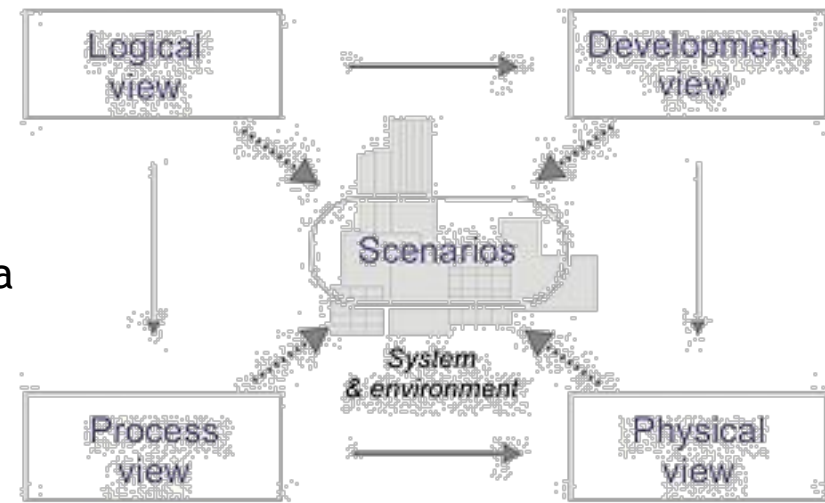 Logical
view
Development
view
Scenarios
a
System
& environment
Process
view
Physical
view